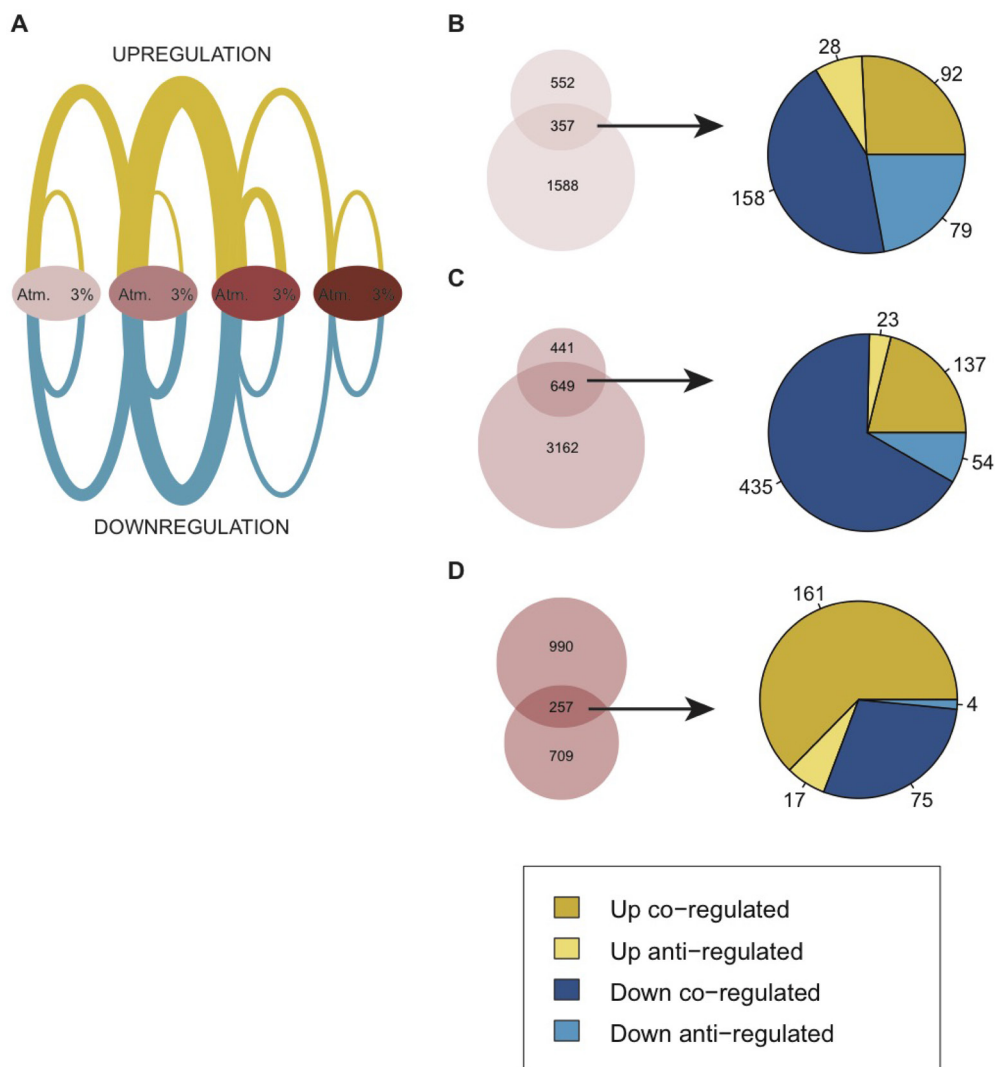 A
UPREGULATION
Atm. 3% Atm. 3% Atm. 3% Atm. 3%
DOWNREGULATION
B
552
357
1588
28
92
158
79
C
441
649
3162
23
137
435
54
D
990
257
709
161
4
17
75
Up co−regulated
Up anti−regulated
Down co−regulated
Down anti−regulated